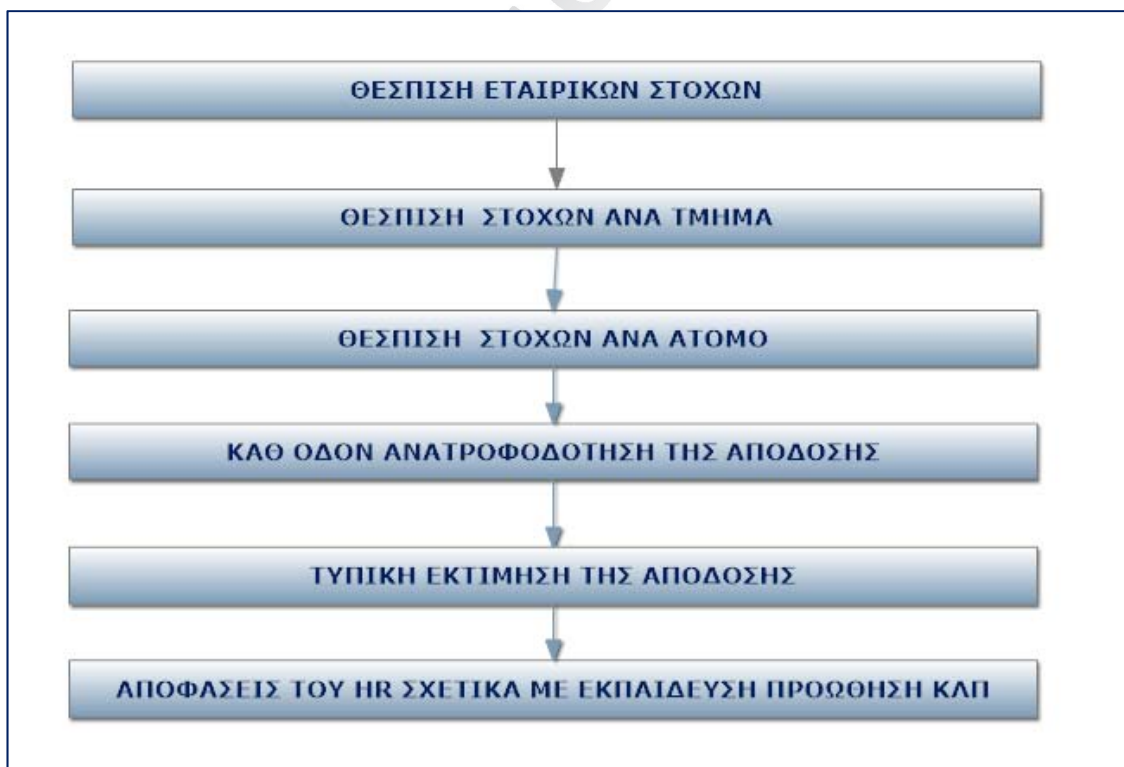 ΘΕΣΠΙΣΗ ΕΤΑΙΡΙΚΩΝ ΣΤΟΧΩΝ
ΘΕΣΠΙΣΗ ΣΤΟΧΩΝ ΑΝΑ ΤΜΗΜΑ
ΘΕΣΠΙΣΗ ΣΤΟΧΩΝ ΑΝΑ ΑΤΟΜΟ
ΚΑΘ ΟΔΟΝ ΑΝΑΤΡΟΦΟΔΟΤΗΣΗ ΤΗΣ ΑΠΟΔΟΣΗΣ
ΤΥΠΙΚΗ ΕΚΤΙΜΗΣΗ ΤΗΣ ΑΠΟΔΟΣΗΣ
ΑΠΟΦΑΣΕΙΣ ΤΟΥ HR ΣΧΕΤΙΚΑ ΜΕ ΕΚΠΑΙΔΕΥΣΗ ΠΡΟΩΘΗΣΗ ΚΛΠ